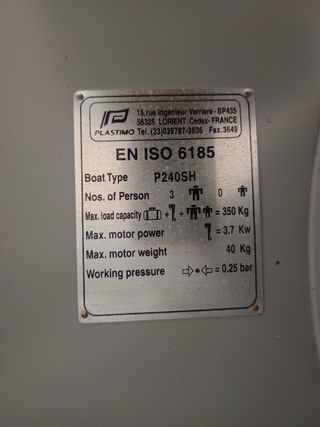 PLASTIMO
15,rue Ingenieur Verriere - BP435
56325 LORIENT Cedex- FRANCE
Tel.(33)029787-3636 Fax.3649
EN ISO 6185
Boat Type P240SH
Nos. of Person 3 0
Max. load capacity + + = 350 Kg
Max. motor power = 3.7 Kw
Max. motor weight 40 Kg
Working pressure = 0.25 bar